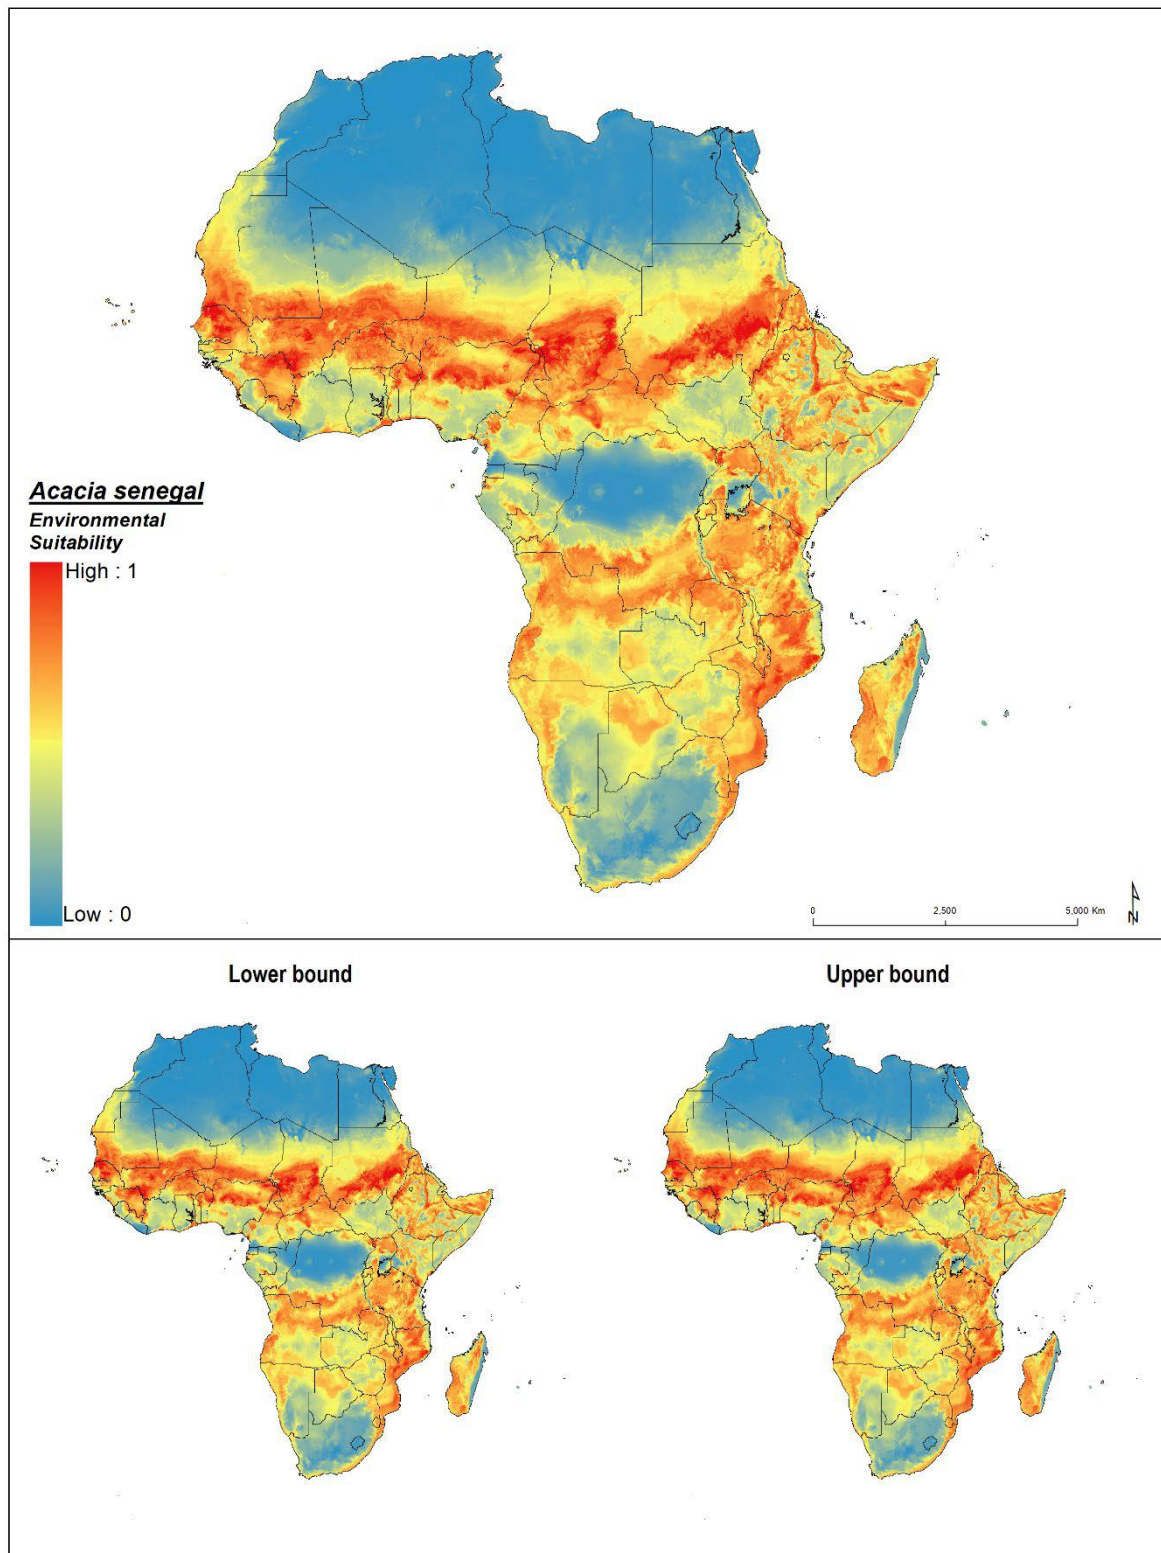 Acacia senegal
Environmental
Suitability
High : 1
Low : 0
0 2,500 5,000 Km
N
Lower bound Upper bound